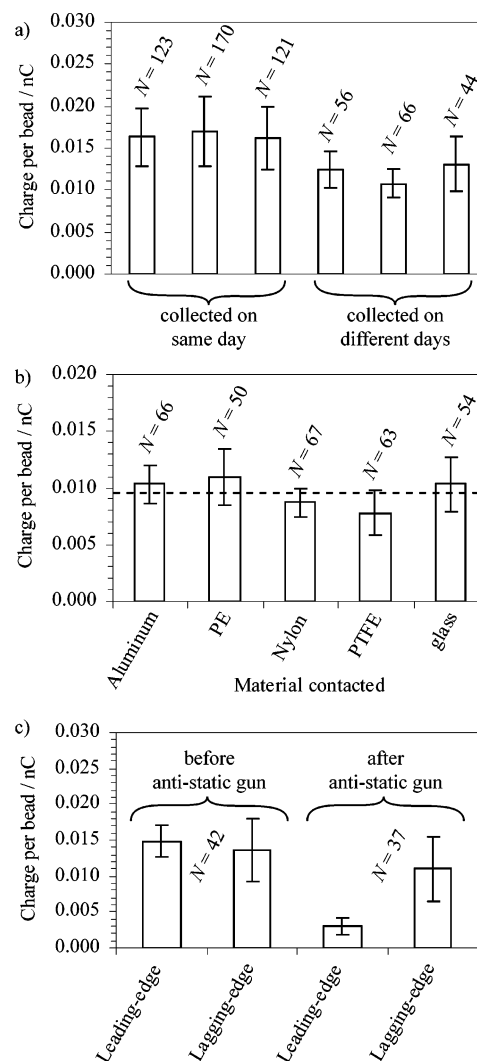 a)
Charge per bead / nC
0.030
0.025
0.020
0.015
0.010
0.005
0.000
N = 123
N = 170
N = 121
N = 56
N = 66
N = 44
collected on
same day
collected on
different days
b)
Charge per bead / nC
0.020
0.015
0.010
0.005
0.000
N = 66
N = 50
N = 67
N = 63
N = 54
Aluminum
PE
Nylon
PTFE
glass
Material contacted
c)
Charge per bead / nC
0.030
0.025
0.020
0.015
0.010
0.005
0.000
before
anti-static gun
after
anti-static gun
N = 42
N = 37
Leading-edge
Lagging-edge
Leading-edge
Lagging-edge